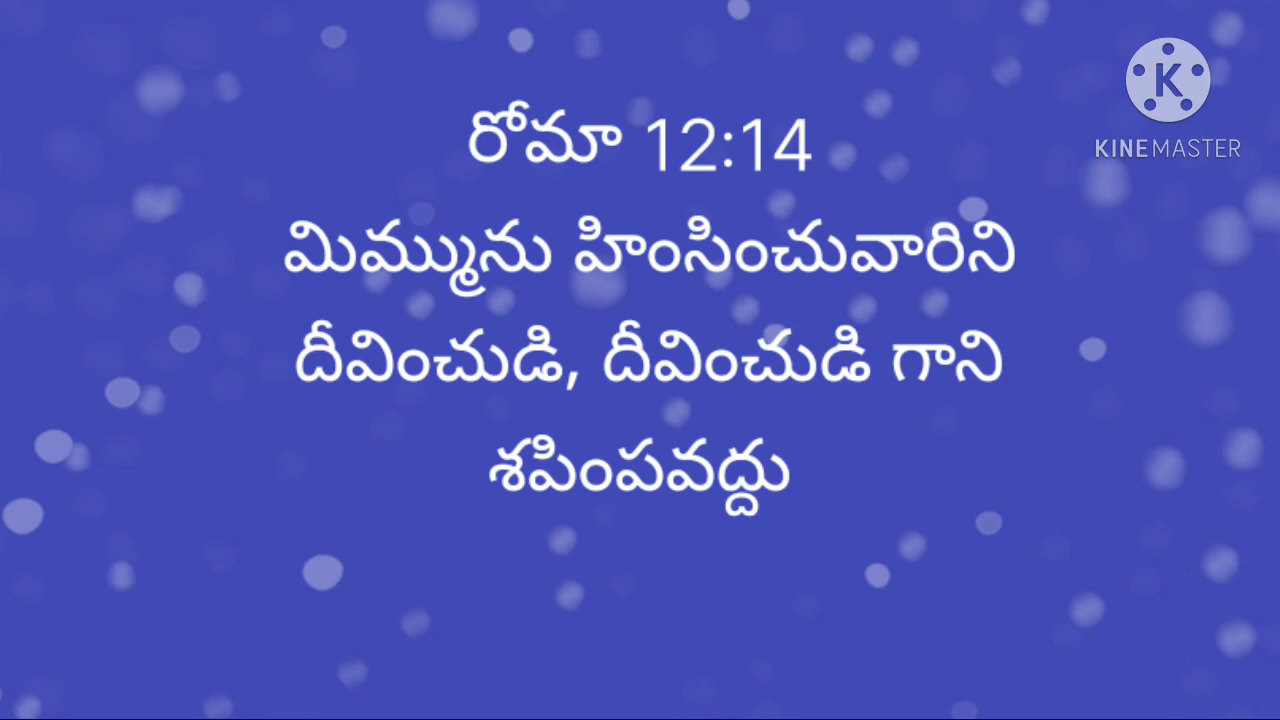 రోమా 12:14
మిమ్మును హింసించువారిని
దీవించుడి, దీవించుడి గాని
శపింపవద్దు
K
KINEMASTER